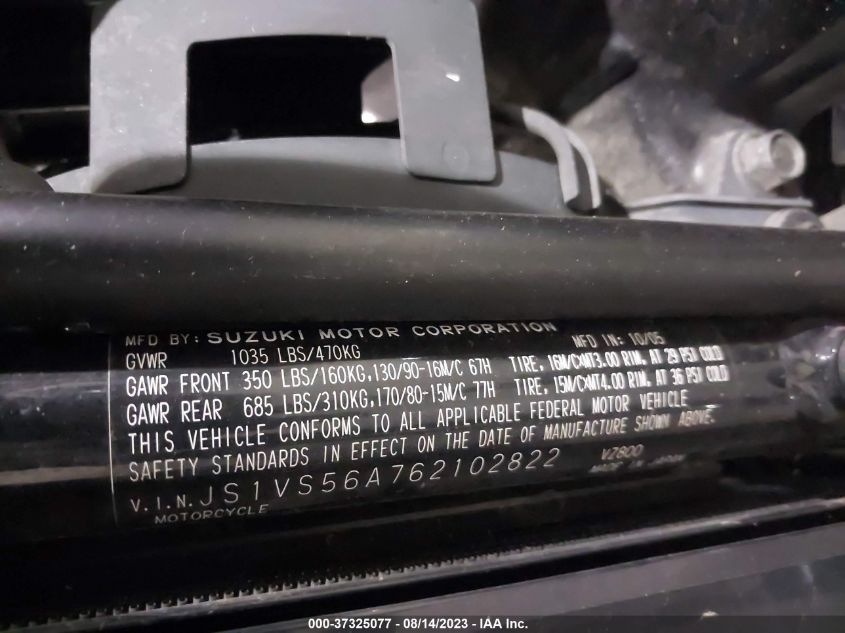 MFD BY: SUZUKI MOTOR CORPORATION MFD IN: 10/05
GVWR 1035 LBS/470KG
GAWR FRONT 350 LBS/160KG,130/90-16M/C 67H TIRE, 16M/C×MT3.00 RIM, AT 29 PSI COLD
GAWR REAR 685 LBS/310KG,170/80-15M/C 77H TIRE, 15M/C×MT4.00 RIM, AT 36 PSI COLD
THIS VEHICLE CONFORMS TO ALL APPLICABLE FEDERAL MOTOR VEHICLE
SAFETY STANDARDS IN EFFECT ON THE DATE OF MANUFACTURE SHOWN ABOVE.
V.I.N. JS1VS56A762102822 VZ800
MOTORCYCLE MADE IN JAPAN
000-37325077 - 08/14/2023 - IAA Inc.